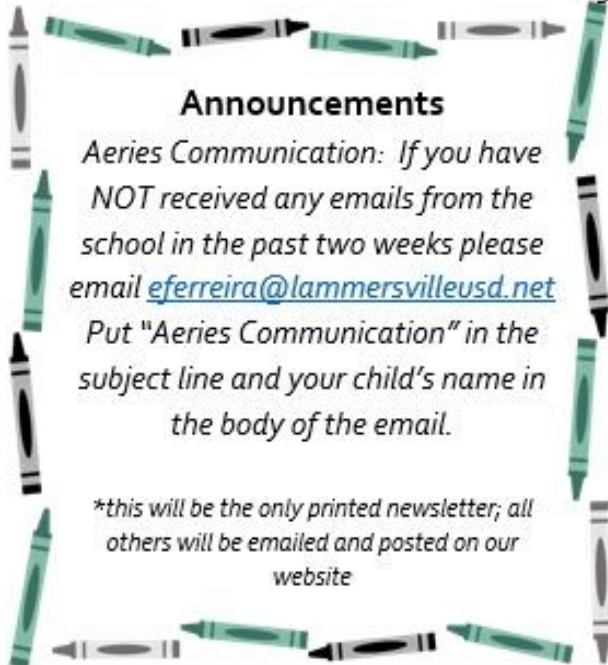 Announcements
Aeries Communication:  If you have
NOT received any emails from the
school in the past two weeks please
email eferreira@lammersvilleusd.net
Put "Aeries Communication" in the
subject line and your child's name in
the body of the email.
*this will be the only printed newsletter; all
others will be emailed and posted on our
website